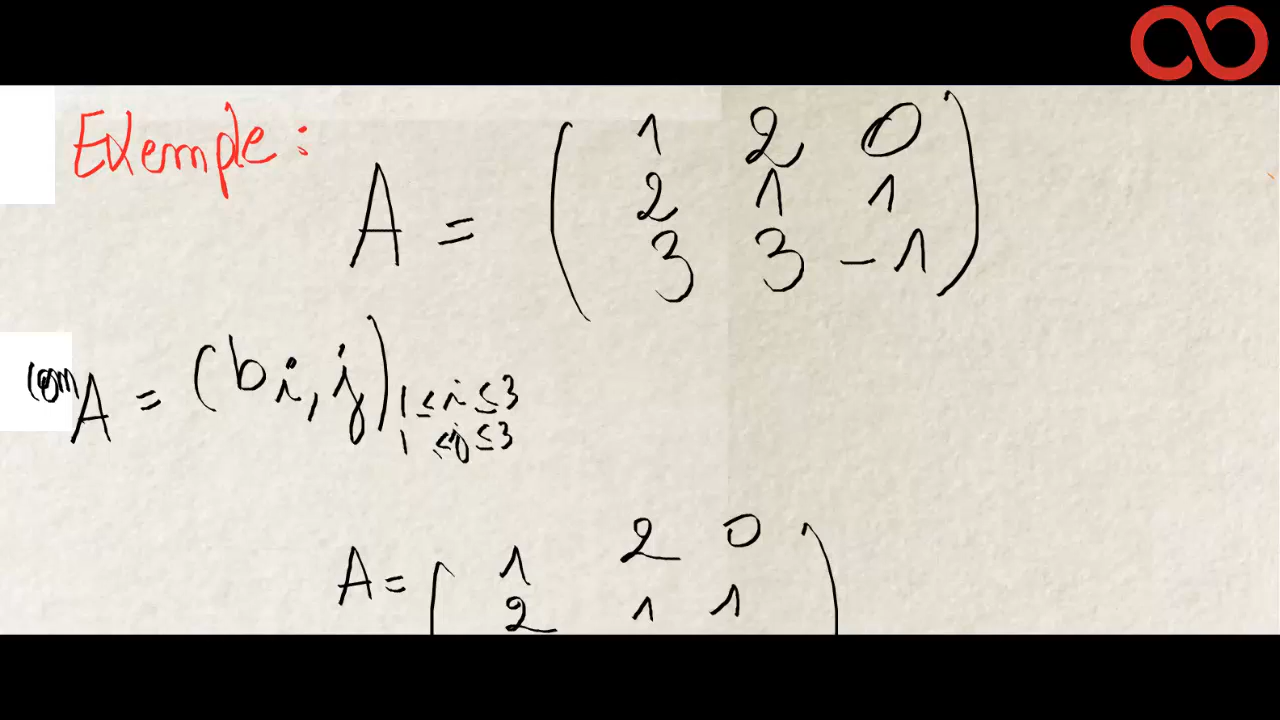 Exemple :
A = ( 1 2 0
2 1 1
3 3 -1 )
com A = (bi,j) 1 ≤ i ≤ 3
1 ≤ j ≤ 3
A = ( 1 2 0 )
2 1 1